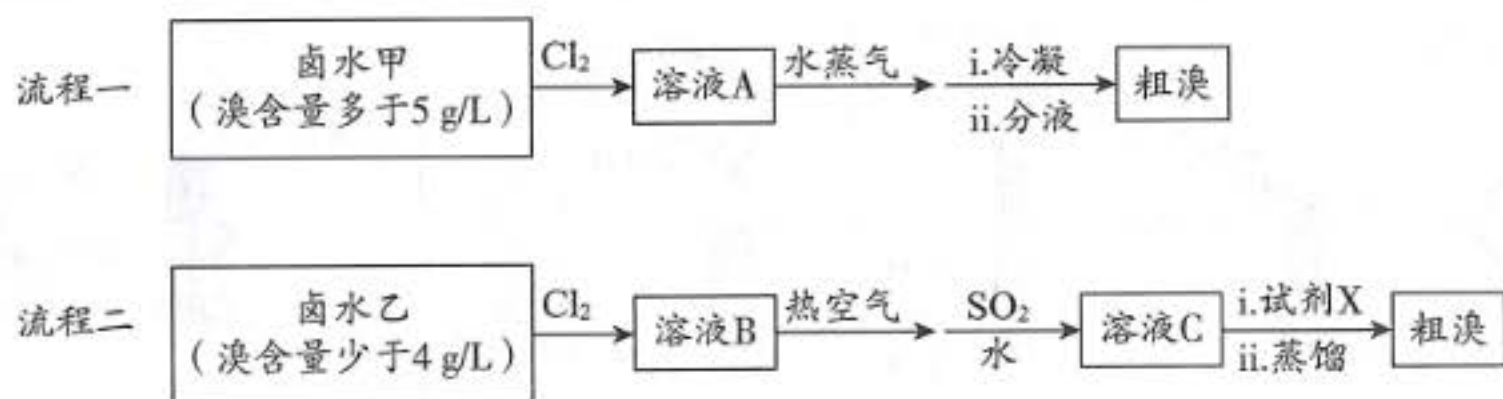 流程一
卤水甲
（溴含量多于5 g/L）
Cl₂
溶液A
水蒸气
i.冷凝
ii.分液
粗溴
流程二
卤水乙
（溴含量少于4 g/L）
Cl₂
溶液B
热空气
SO₂
水
溶液C
i.试剂X
ii.蒸馏
粗溴